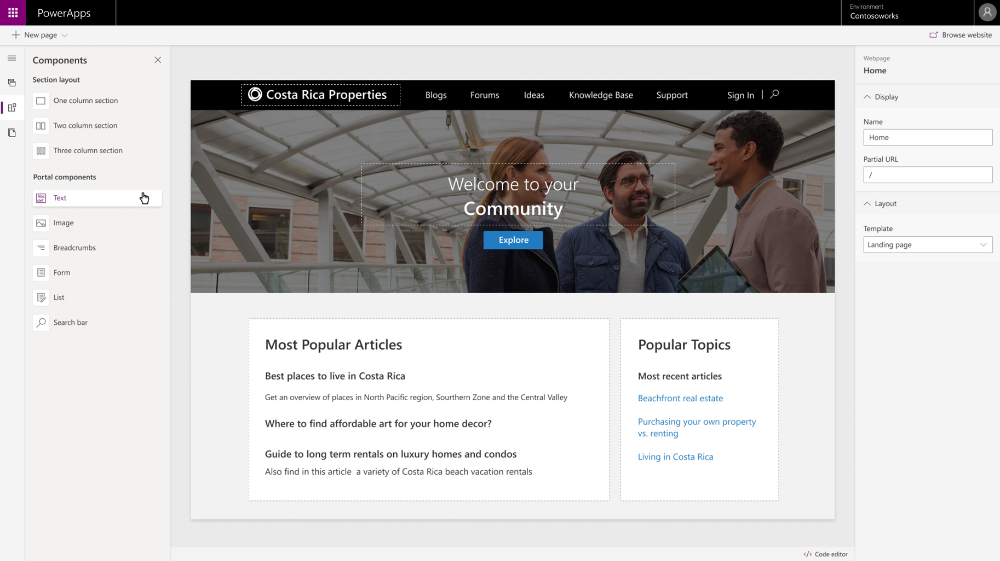 PowerApps
Environment
Contosoworks
New page
Browse website
Components
Section layout
One column section
Two column section
Three column section
Portal components
Abc
def
Text
Image
Breadcrumbs
Form
List
Search bar
Costa Rica Properties
Blogs
Forums
Ideas
Knowledge Base
Support
Sign In
Welcome to your
Community
Explore
Most Popular Articles
Best places to live in Costa Rica
Get an overview of places in North Pacific region, Sourthern Zone and the Central Valley
Where to find affordable art for your home decor?
Guide to long term rentals on luxury homes and condos
Also find in this article  a variety of Costa Rica beach vacation rentals
Popular Topics
Most recent articles
Beachfront real estate
Purchasing your own property
vs. renting
Living in Costa Rica
</> Code editor
Webpage
Home
Display
Name
Home
Partial URL
/
Layout
Template
Landing page